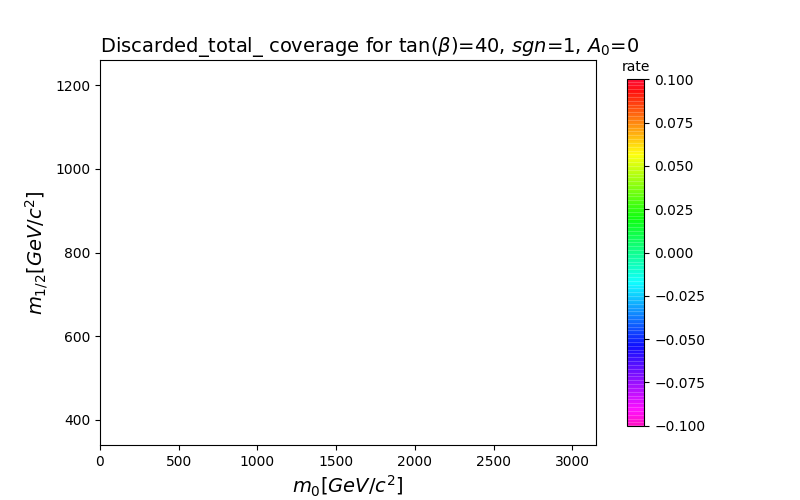 Discarded_total_ coverage for tan(β)=40, sgn=1, A₀=0
rate
0.100
0.075
0.050
0.025
0.000
−0.025
−0.050
−0.075
−0.100
1200
1000
800
600
400
m₁/₂[GeV/c²]
0 500 1000 1500 2000 2500 3000
m₀[GeV/c²]